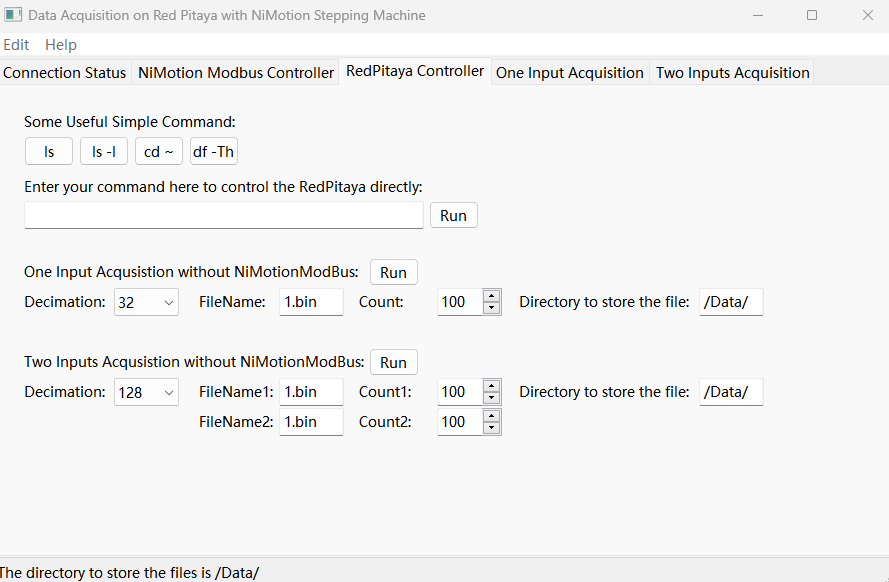 Data Acquisition on Red Pitaya with NiMotion Stepping Machine
Edit Help
Connection Status NiMotion Modbus Controller RedPitaya Controller One Input Acquisition Two Inputs Acquisition
Some Useful Simple Command:
ls ls -l cd ~ df -Th
Enter your command here to control the RedPitaya directly:
Run
One Input Acqusistion without NiMotionModBus: Run
Decimation: 32 FileName: 1.bin Count: 100 Directory to store the file: /Data/
Two Inputs Acqusistion without NiMotionModBus: Run
Decimation: 128 FileName1: 1.bin Count1: 100 Directory to store the file: /Data/
FileName2: 1.bin Count2: 100
The directory to store the files is /Data/